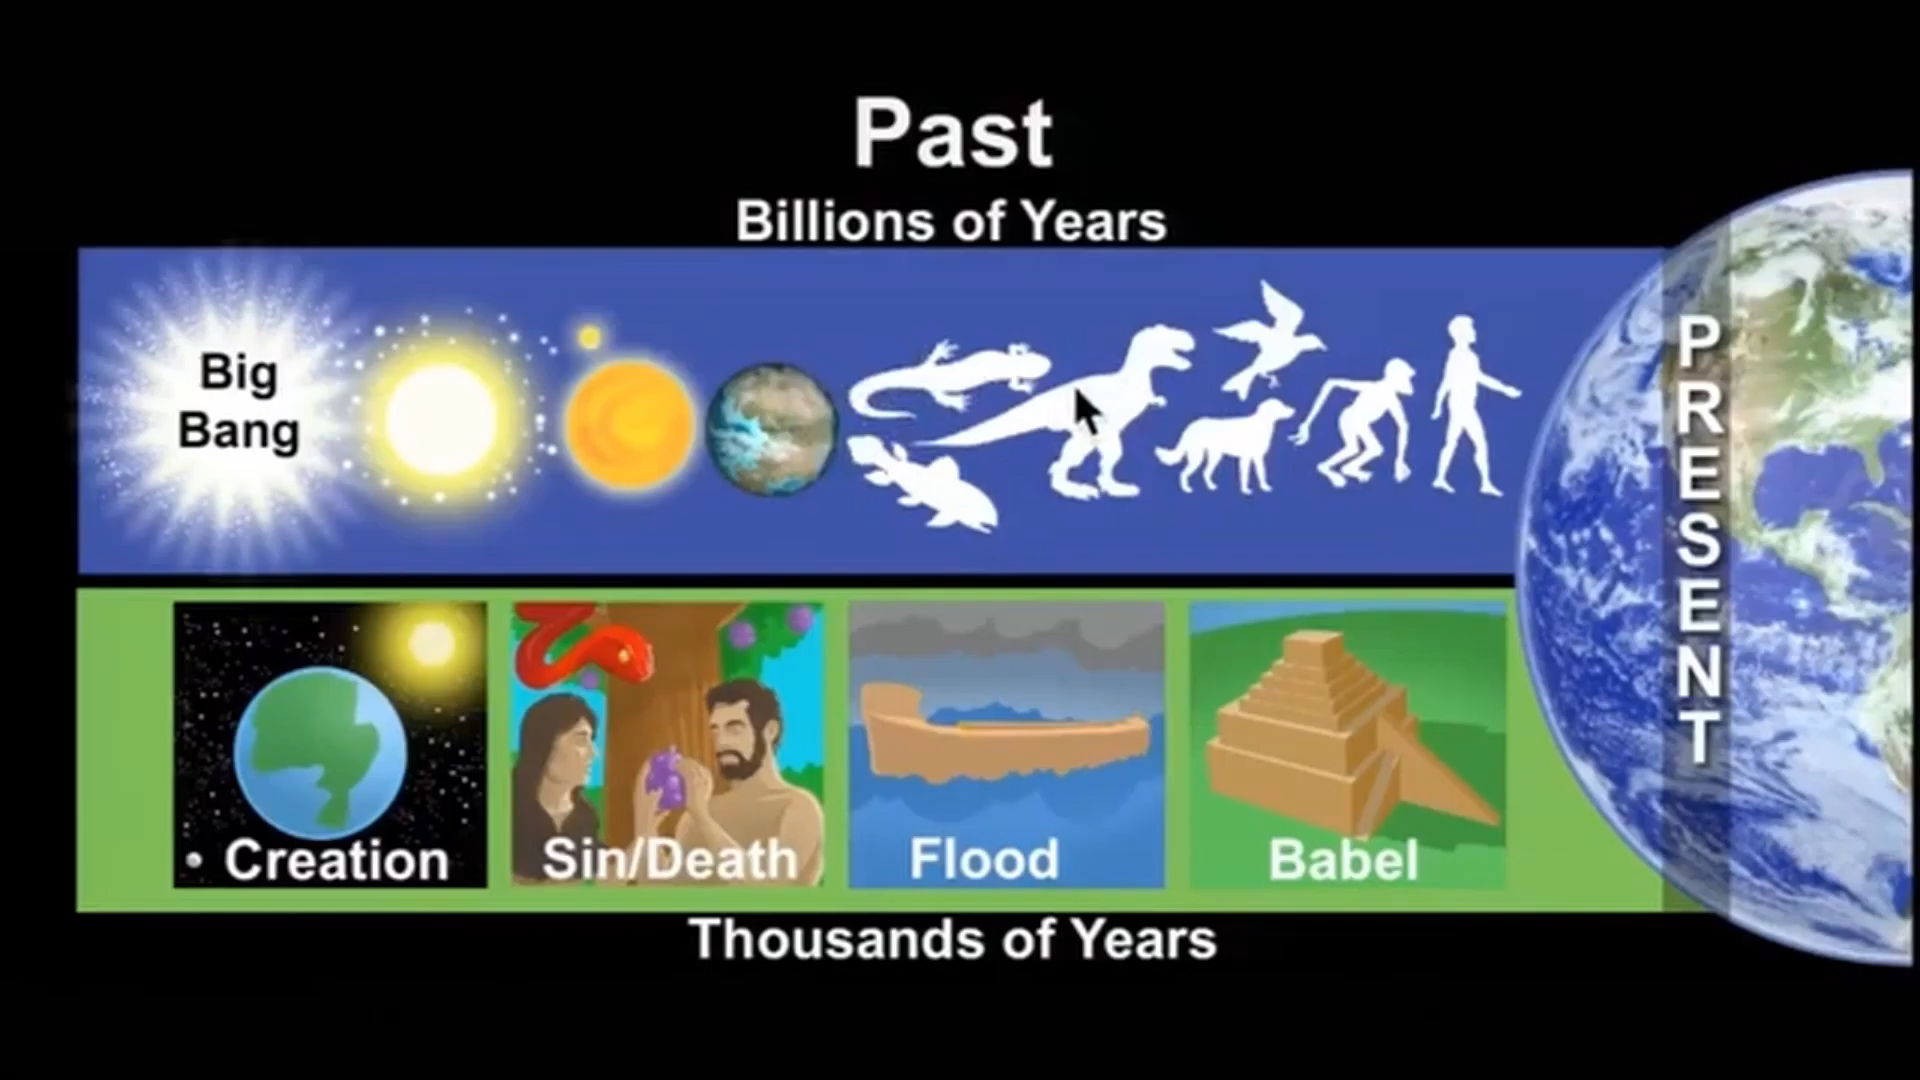 Past
Billions of Years
Big
Bang
PRESENT
• Creation
Sin/Death
Flood
Babel
Thousands of Years